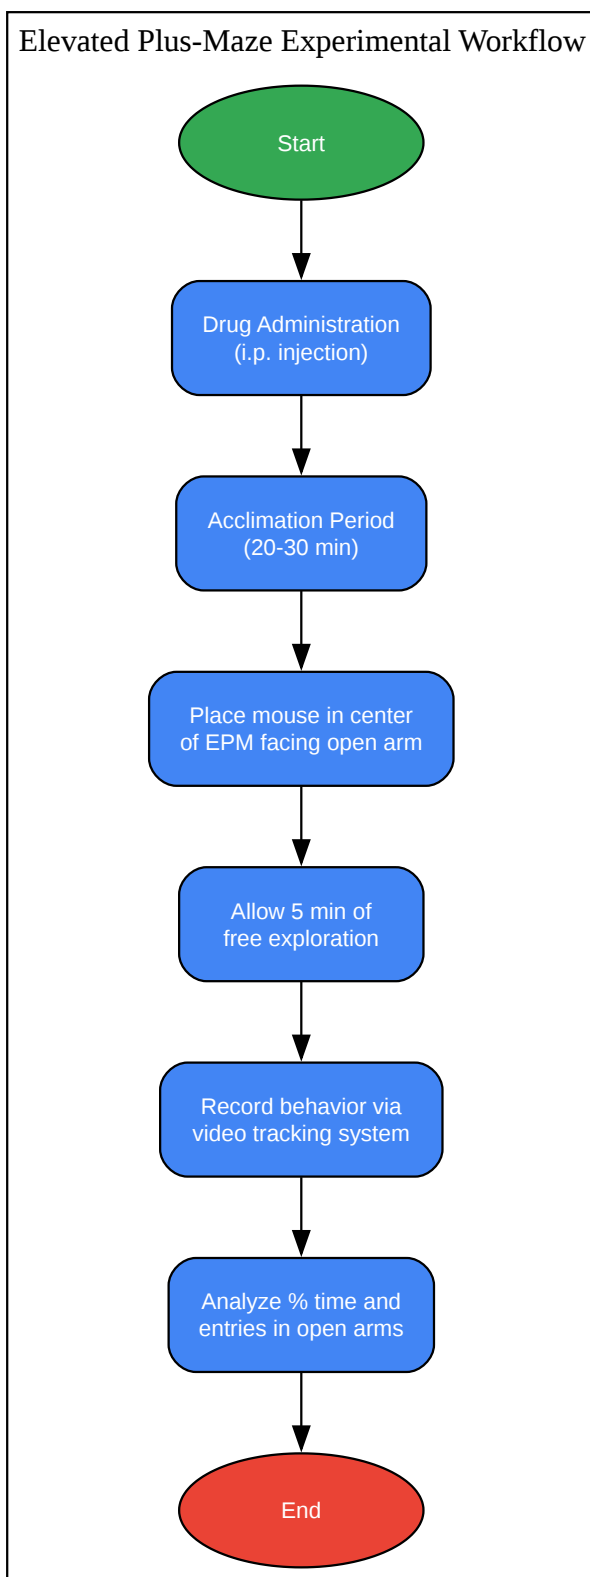 Elevated Plus-Maze Experimental Workflow
Start
Drug Administration
(i.p. injection)
Acclimation Period
(20-30 min)
Place mouse in center
of EPM facing open arm
Allow 5 min of
free exploration
Record behavior via
video tracking system
Analyze % time and
entries in open arms
End